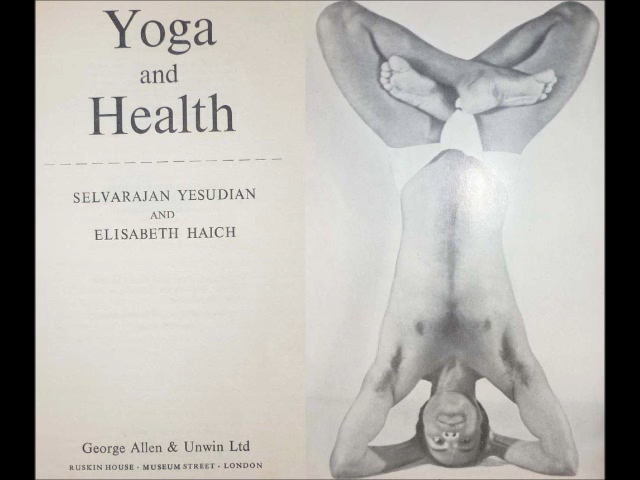 Yoga
and
Health
SELVARAJAN YESUDIAN
AND
ELISABETH HAICH
George Allen & Unwin Ltd
RUSKIN HOUSE · MUSEUM STREET · LONDON